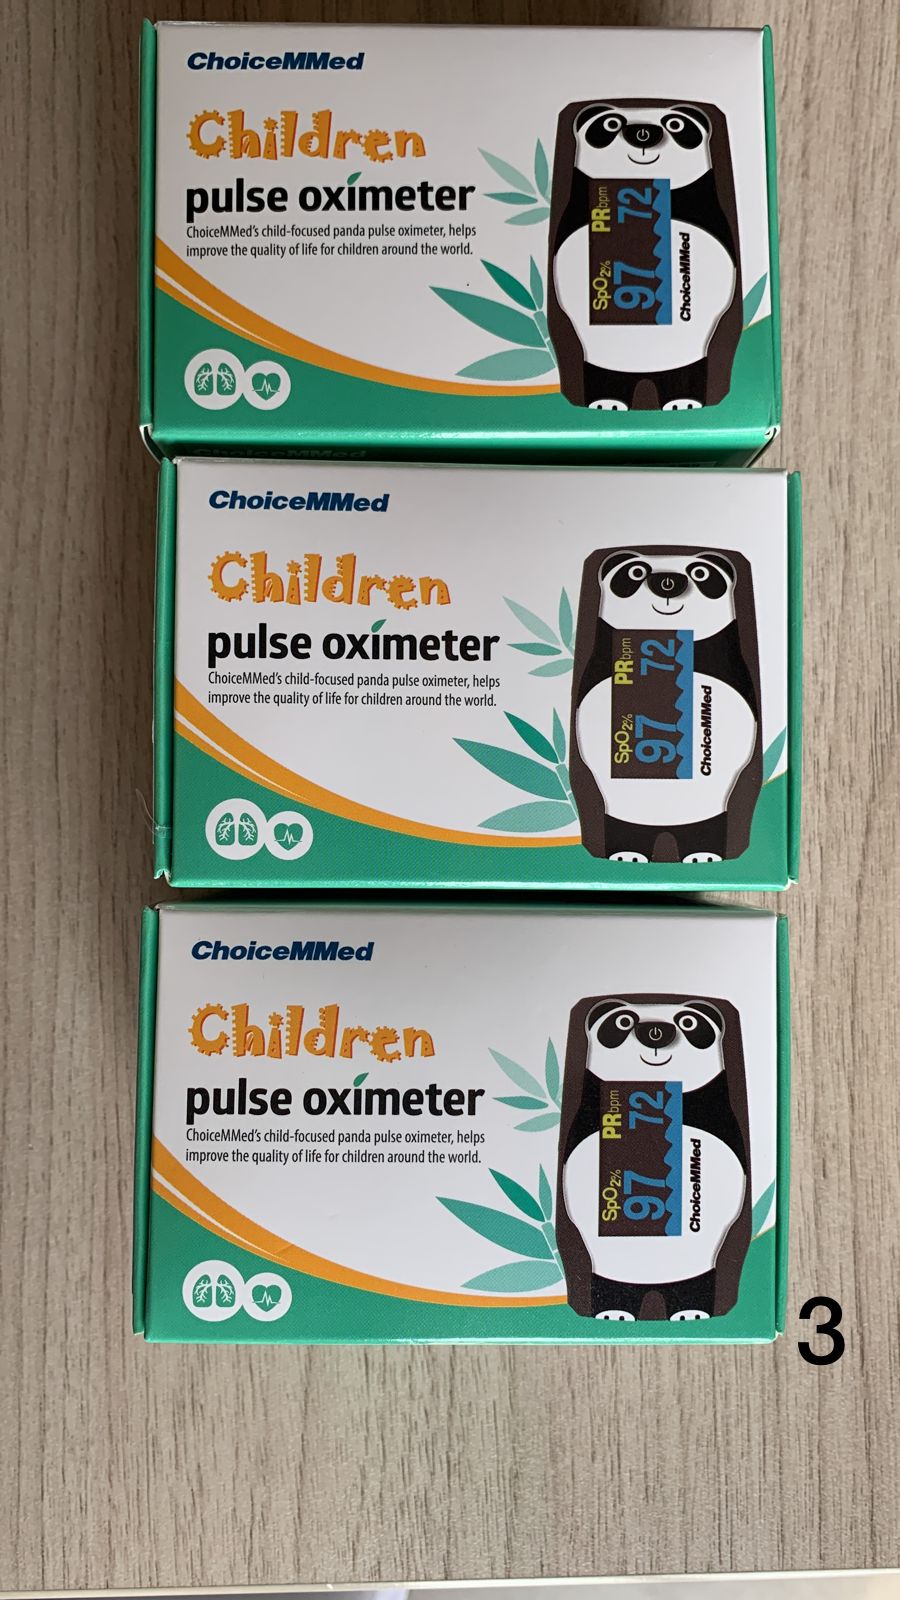 ChoiceMMed
Children
pulse oximeter
ChoiceMMed's child-focused panda pulse oximeter, helps
improve the quality of life for children around the world.
SpO2% PRbpm
97 72
ChoiceMMed
ChoiceMMed
Children
pulse oximeter
ChoiceMMed's child-focused panda pulse oximeter, helps
improve the quality of life for children around the world.
SpO2% PRbpm
97 72
ChoiceMMed
ChoiceMMed
Children
pulse oximeter
ChoiceMMed's child-focused panda pulse oximeter, helps
improve the quality of life for children around the world.
SpO2% PRbpm
97 72
ChoiceMMed
3